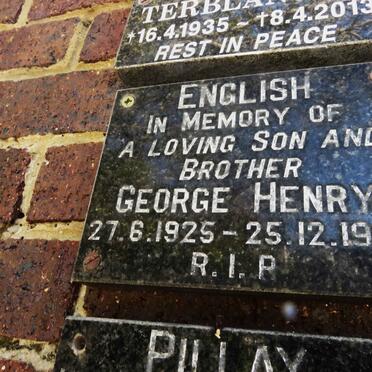 *16.4.1935 - †8.4.2013
REST IN PEACE
ENGLISH
IN MEMORY OF
A LOVING SON AND
BROTHER
GEORGE HENRY
27.6.1925 - 25.12.19
R.I.P
PILLAY